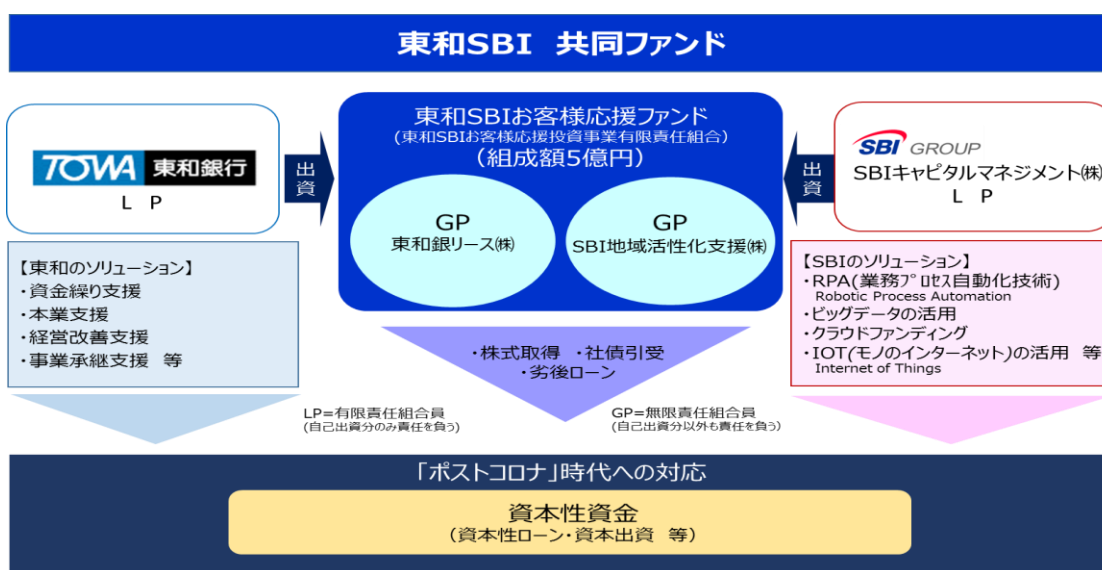 東和SBI 共同ファンド
TOWA 東和銀行
L P
出資
東和SBIお客様応援ファンド
(東和SBIお客様応援投資事業有限責任組合)
(組成額5億円)
GP
東和銀リース㈱
GP
SBI地域活性化支援㈱
出資
SBI GROUP
SBIキャピタルマネジメント㈱
L P
【東和のソリューション】
・資金繰り支援
・本業支援
・経営改善支援
・事業承継支援 等
・株式取得 ・社債引受
・劣後ローン
【SBIのソリューション】
・RPA(業務ﾌﾟﾛｾｽ自動化技術)
Robotic Process Automation
・ビッグデータの活用
・クラウドファンディング
・IOT(モノのインターネット)の活用 等
Internet of Things
LP=有限責任組合員
(自己出資分のみ責任を負う)
GP=無限責任組合員
(自己出資分以外も責任を負う)
「ポストコロナ」時代への対応
資本性資金
(資本性ローン・資本出資 等)